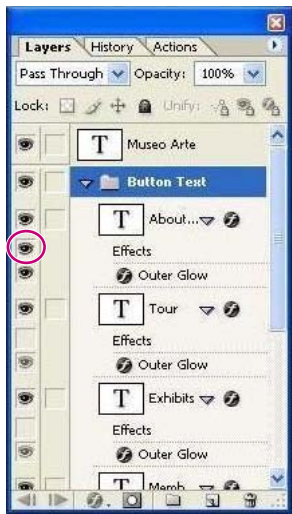 Layers History Actions
Pass Through Opacity: 100%
Lock: Unify:
T Museo Arte
Button Text
T About...
Effects
Outer Glow
T Tour
Effects
Outer Glow
T Exhibits
Effects
Outer Glow
T Memb